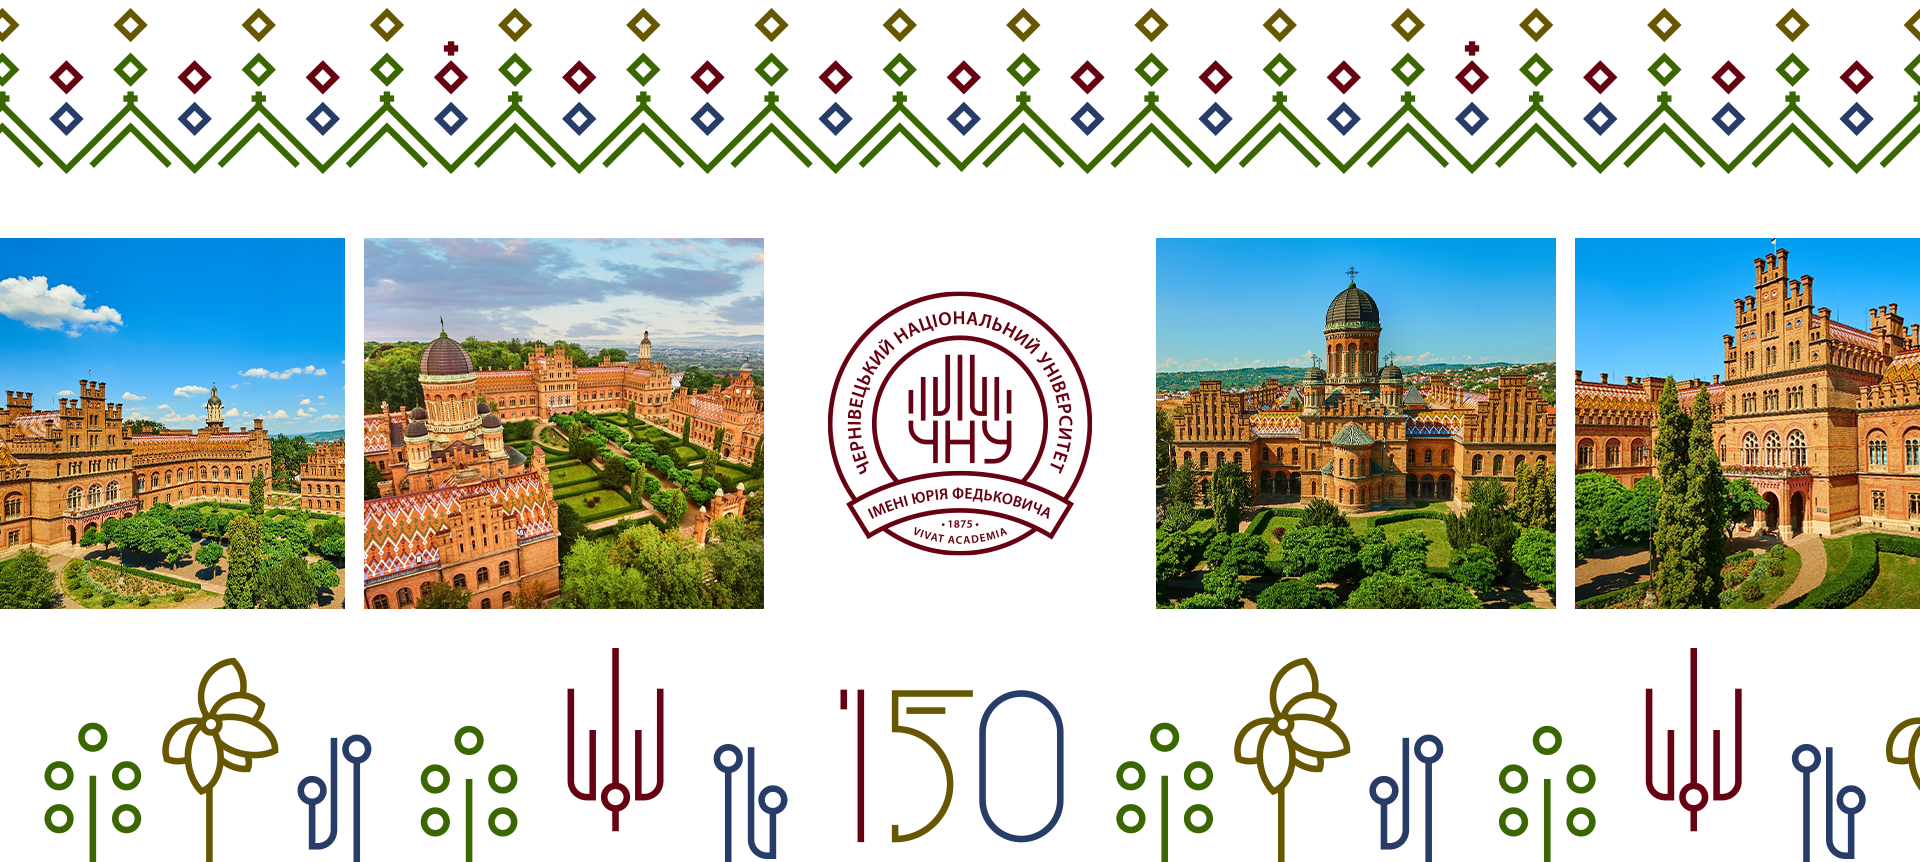 ЧЕРНІВЕЦЬКИЙ НАЦІОНАЛЬНИЙ УНІВЕРСИТЕТ
ЧНУ
ІМЕНІ ЮРІЯ ФЕДЬКОВИЧА
• 1875 •
VIVAT ACADEMIA
150